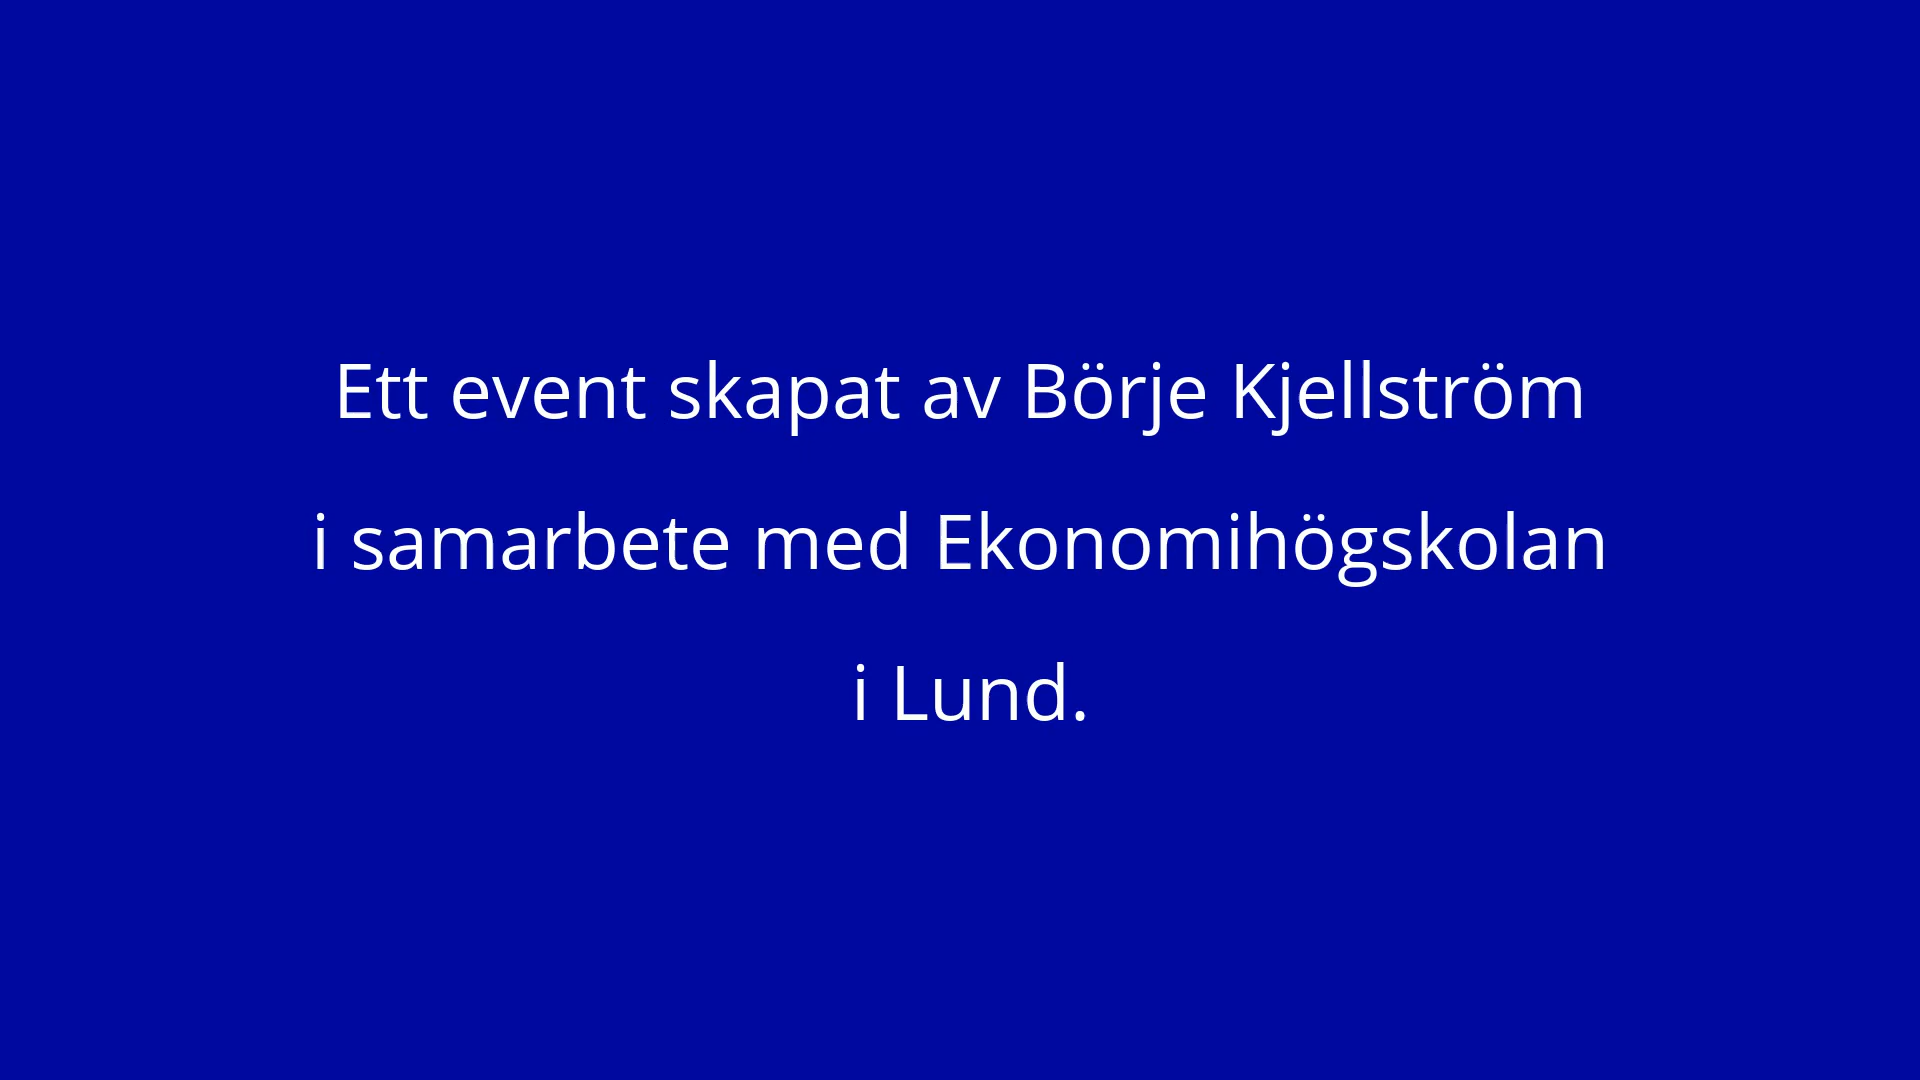 Ett event skapat av Börje Kjellström
i samarbete med Ekonomihögskolan
i Lund.